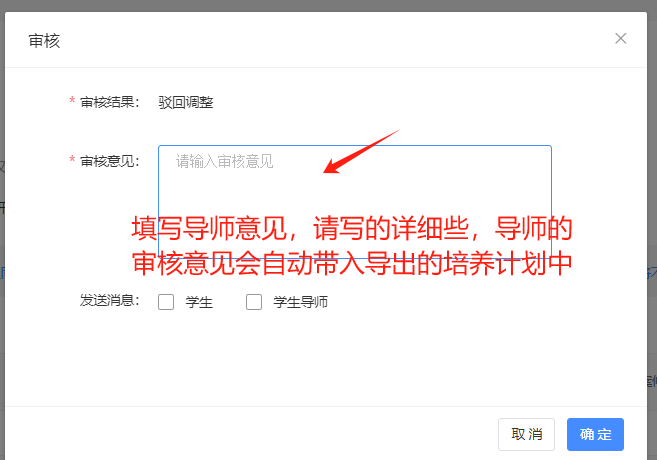 审核
* 审核结果： 驳回调整
* 审核意见： 请输入审核意见
填写导师意见，请写的详细些，导师的
审核意见会自动带入导出的培养计划中
发送消息： 学生 学生导师
取消 确定